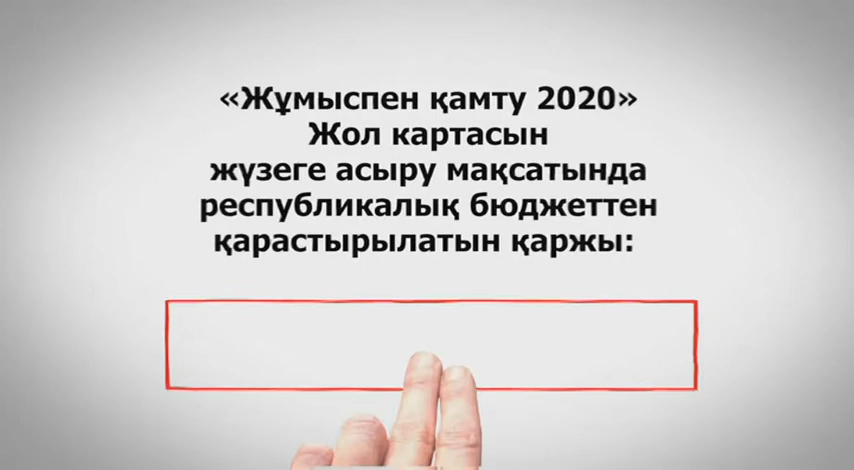 «Жұмыспен қамту 2020»
Жол картасын
жүзеге асыру мақсатында
республикалық бюджеттен
қарастырылатын қаржы: